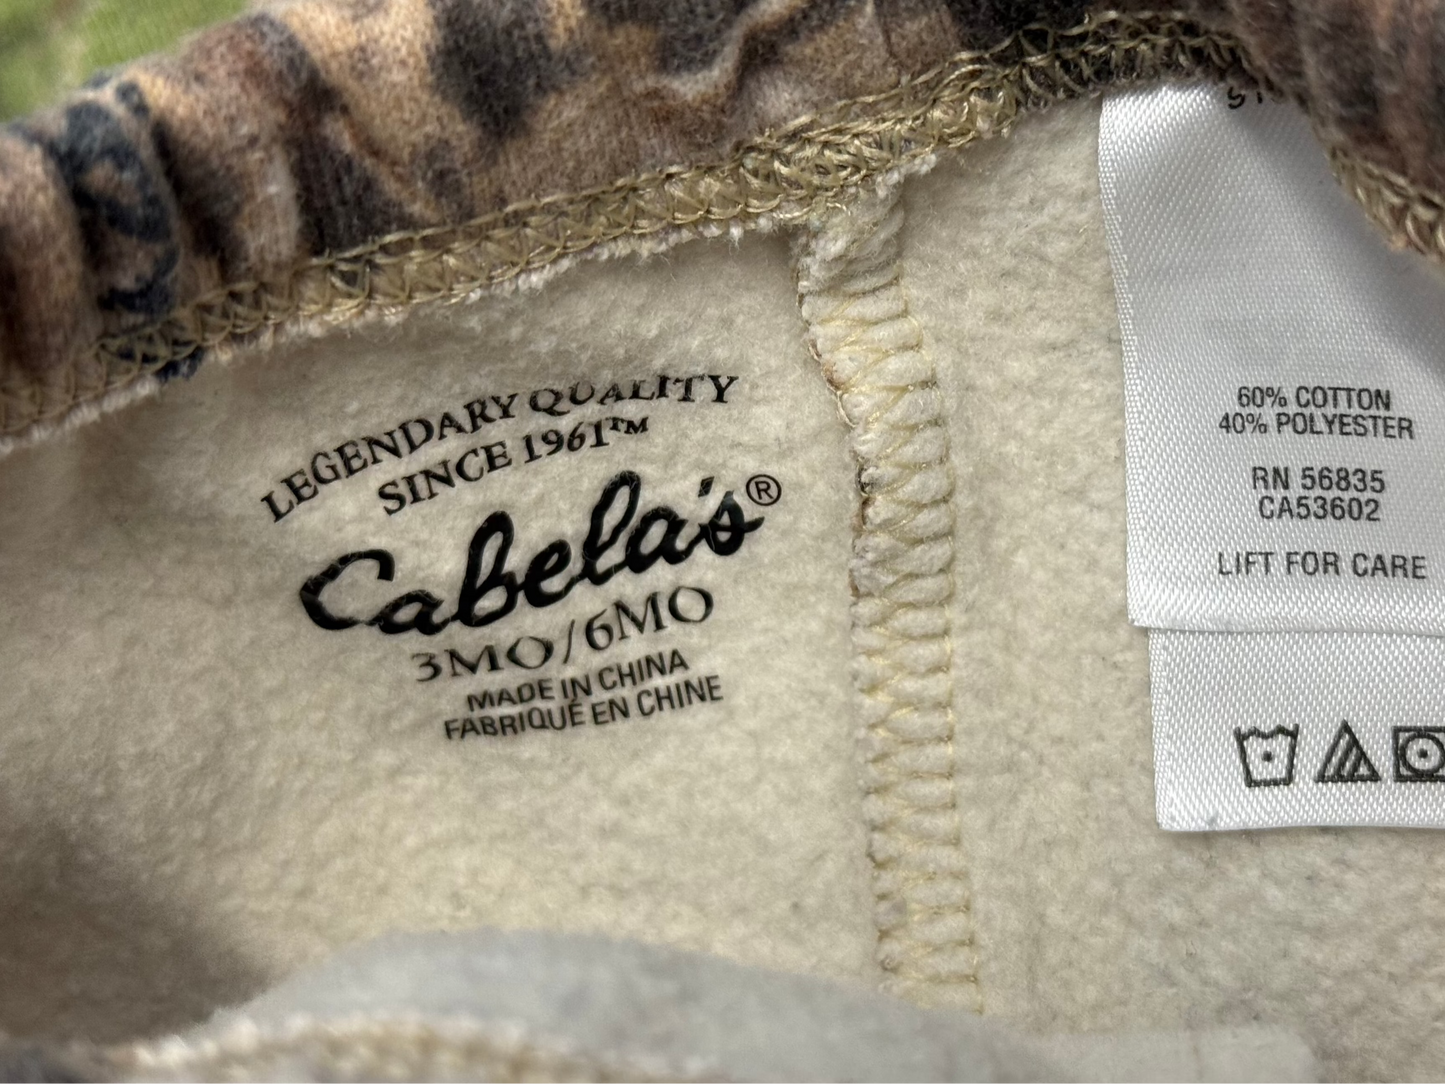 LEGENDARY QUALITY
SINCE 1961™
Cabela's®
3MO/6MO
MADE IN CHINA
FABRIQUÉ EN CHINE
60% COTTON
40% POLYESTER
RN 56835
CA53602
LIFT FOR CARE